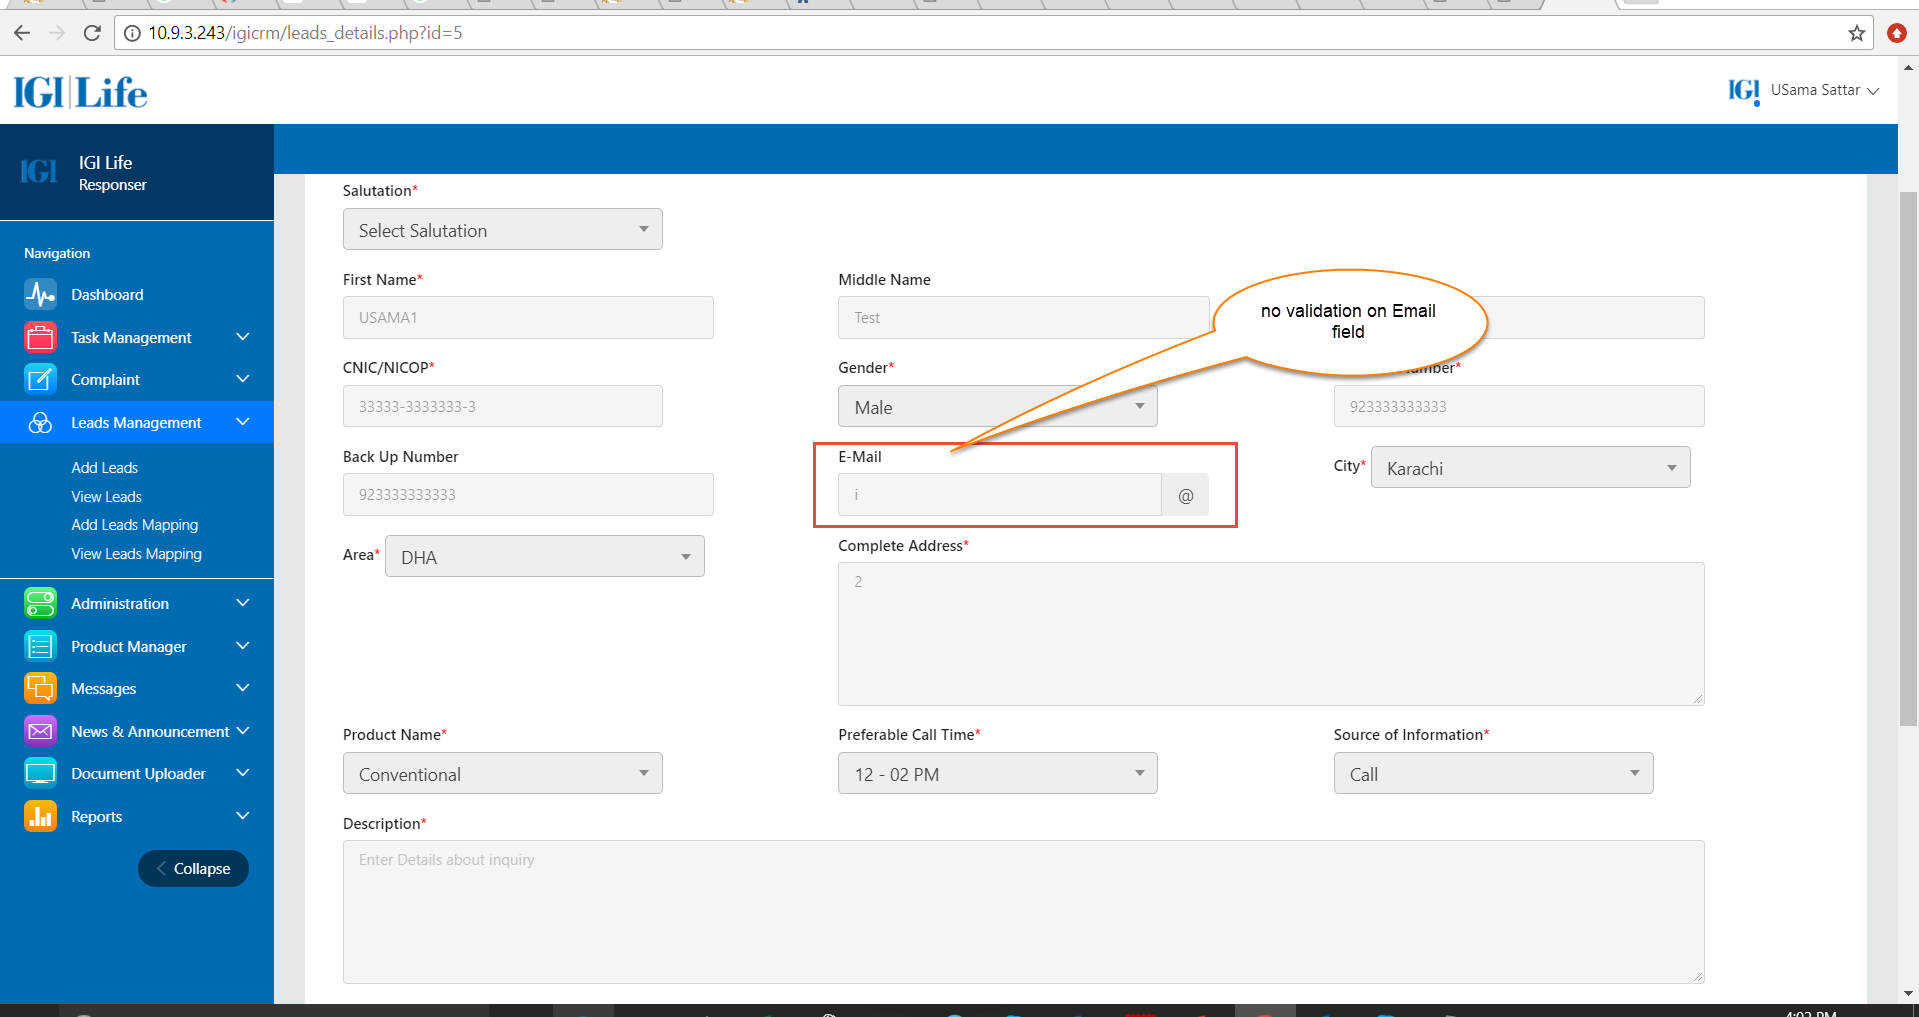 10.9.3.243/igicrm/leads_details.php?id=5
IGI Life
IGI USama Sattar
IGI
IGI Life
Responser
Navigation
Dashboard
Task Management
Complaint
Leads Management
Add Leads
View Leads
Add Leads Mapping
View Leads Mapping
Administration
Product Manager
Messages
News & Announcement
Document Uploader
Reports
Collapse
Salutation*
Select Salutation
First Name*
USAMA1
Middle Name
Test
no validation on Email
field
CNIC/NICOP*
33333-3333333-3
Gender*
Male
923333333333
Back Up Number
923333333333
E-Mail
i
@
City*
Karachi
Area*
DHA
Complete Address*
2
Product Name*
Conventional
Preferable Call Time*
12 - 02 PM
Source of Information*
Call
Description*
Enter Details about inquiry
4:02 PM